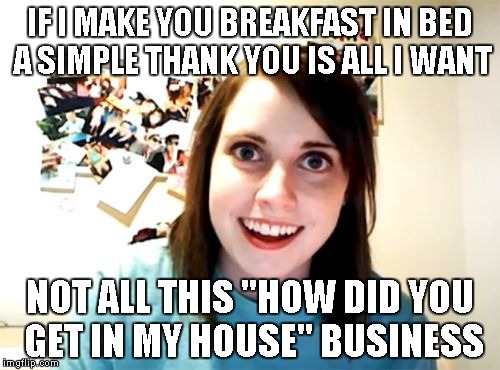 IF I MAKE YOU BREAKFAST IN BED
A SIMPLE THANK YOU IS ALL I WANT
NOT ALL THIS "HOW DID YOU
GET IN MY HOUSE" BUSINESS
imgflip.com